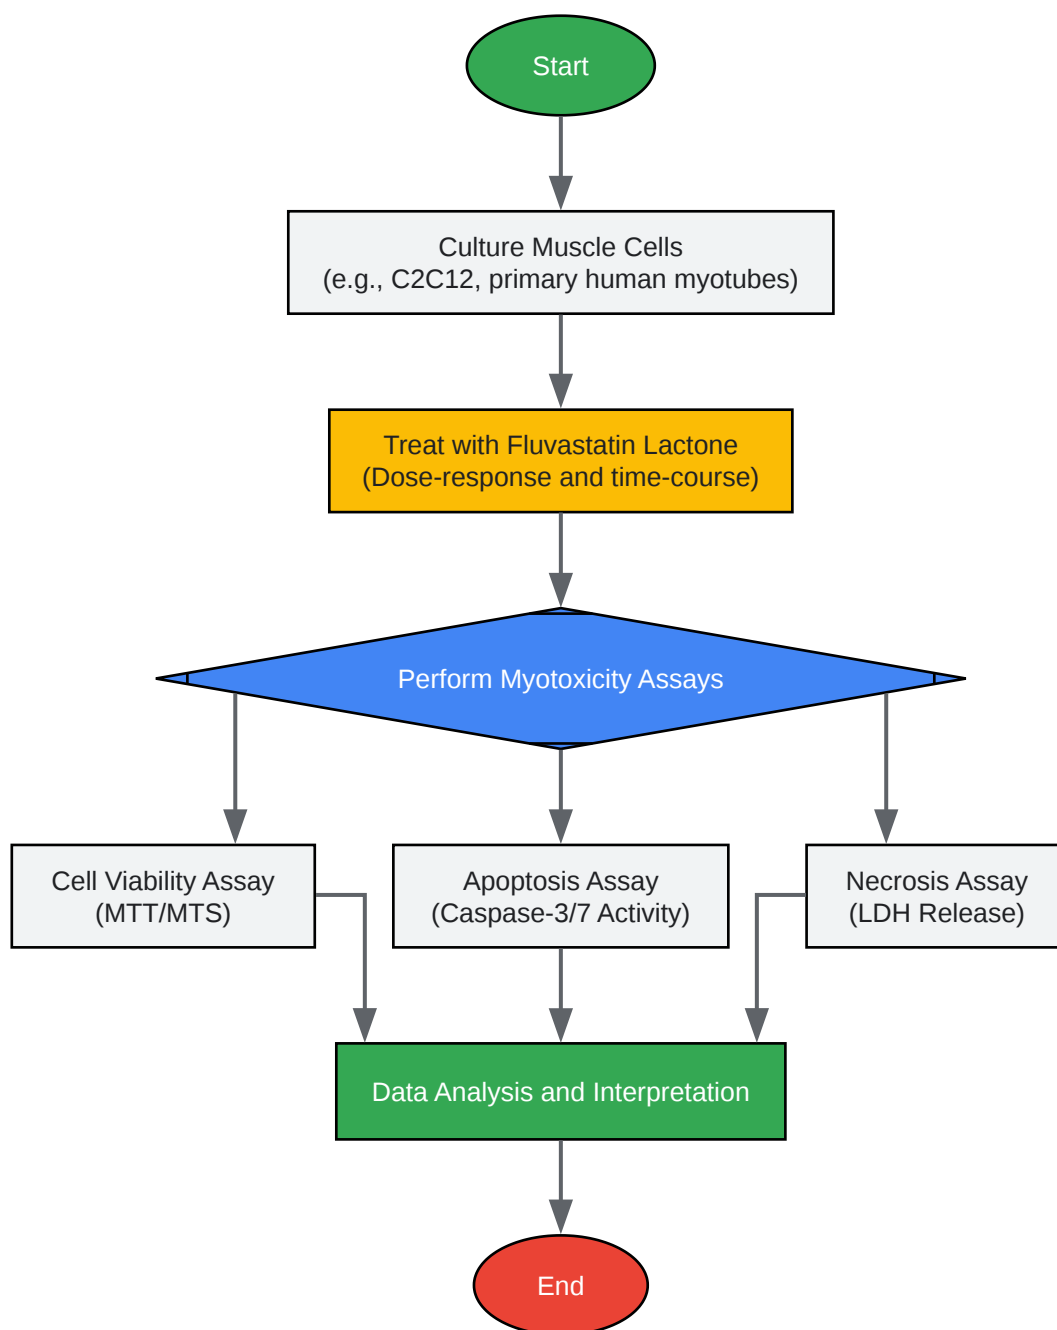 Start
Culture Muscle Cells
(e.g., C2C12, primary human myotubes)
Treat with Fluvastatin Lactone
(Dose-response and time-course)
Perform Myotoxicity Assays
Cell Viability Assay
(MTT/MTS)
Apoptosis Assay
(Caspase-3/7 Activity)
Necrosis Assay
(LDH Release)
Data Analysis and Interpretation
End